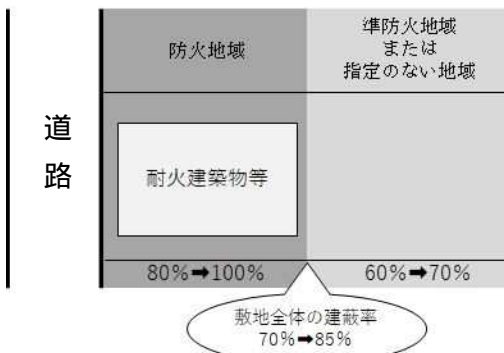 道
路
防火地域
準防火地域
または
指定のない地域
耐火建築物等
80%➡100%
60%➡70%
敷地全体の建蔽率
70%➡85%